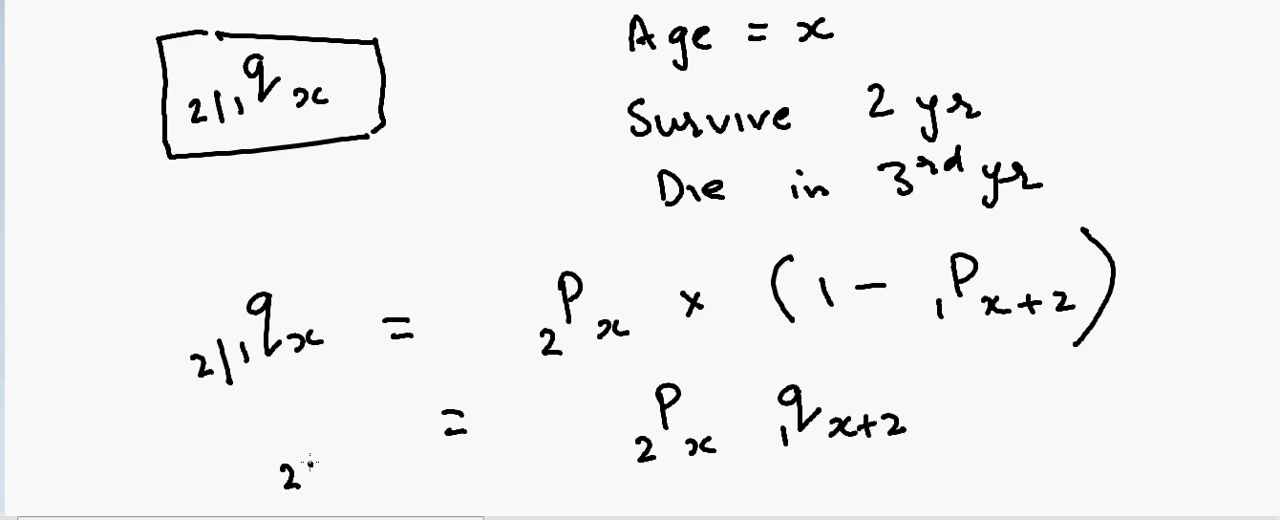 2|1qx
Age = x
Survive 2 yr
Die in 3rd yr
2|1qx = 2Px × (1 - 1Px+2)
= 2Px 1qx+2
2